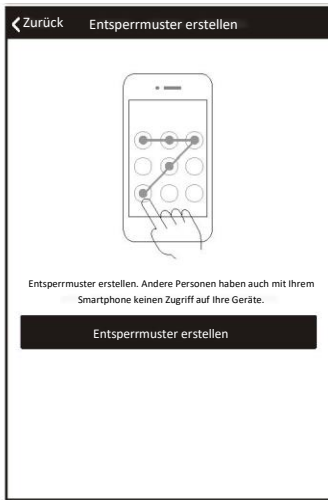 Zurück Entsperrmuster erstellen
Entsperrmuster erstellen. Andere Personen haben auch mit Ihrem
Smartphone keinen Zugriff auf Ihre Geräte.
Entsperrmuster erstellen